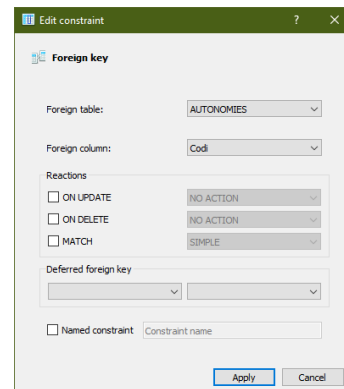 Edit constraint
Foreign key
Foreign table: AUTONOMIES
Foreign column: Codi
Reactions
ON UPDATE NO ACTION
ON DELETE NO ACTION
MATCH SIMPLE
Deferred foreign key
Named constraint Constraint name
Apply Cancel